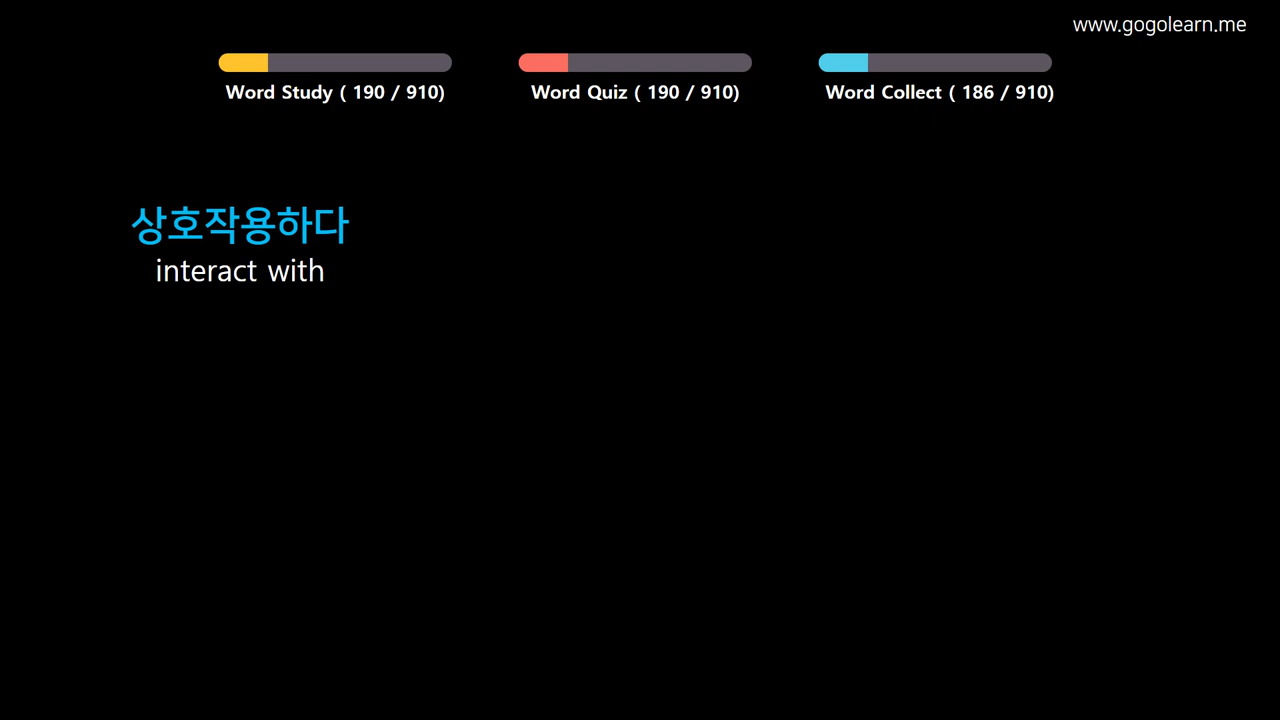 www.gogolearn.me
Word Study ( 190 / 910)
Word Quiz ( 190 / 910)
Word Collect ( 186 / 910)
상호작용하다
interact with